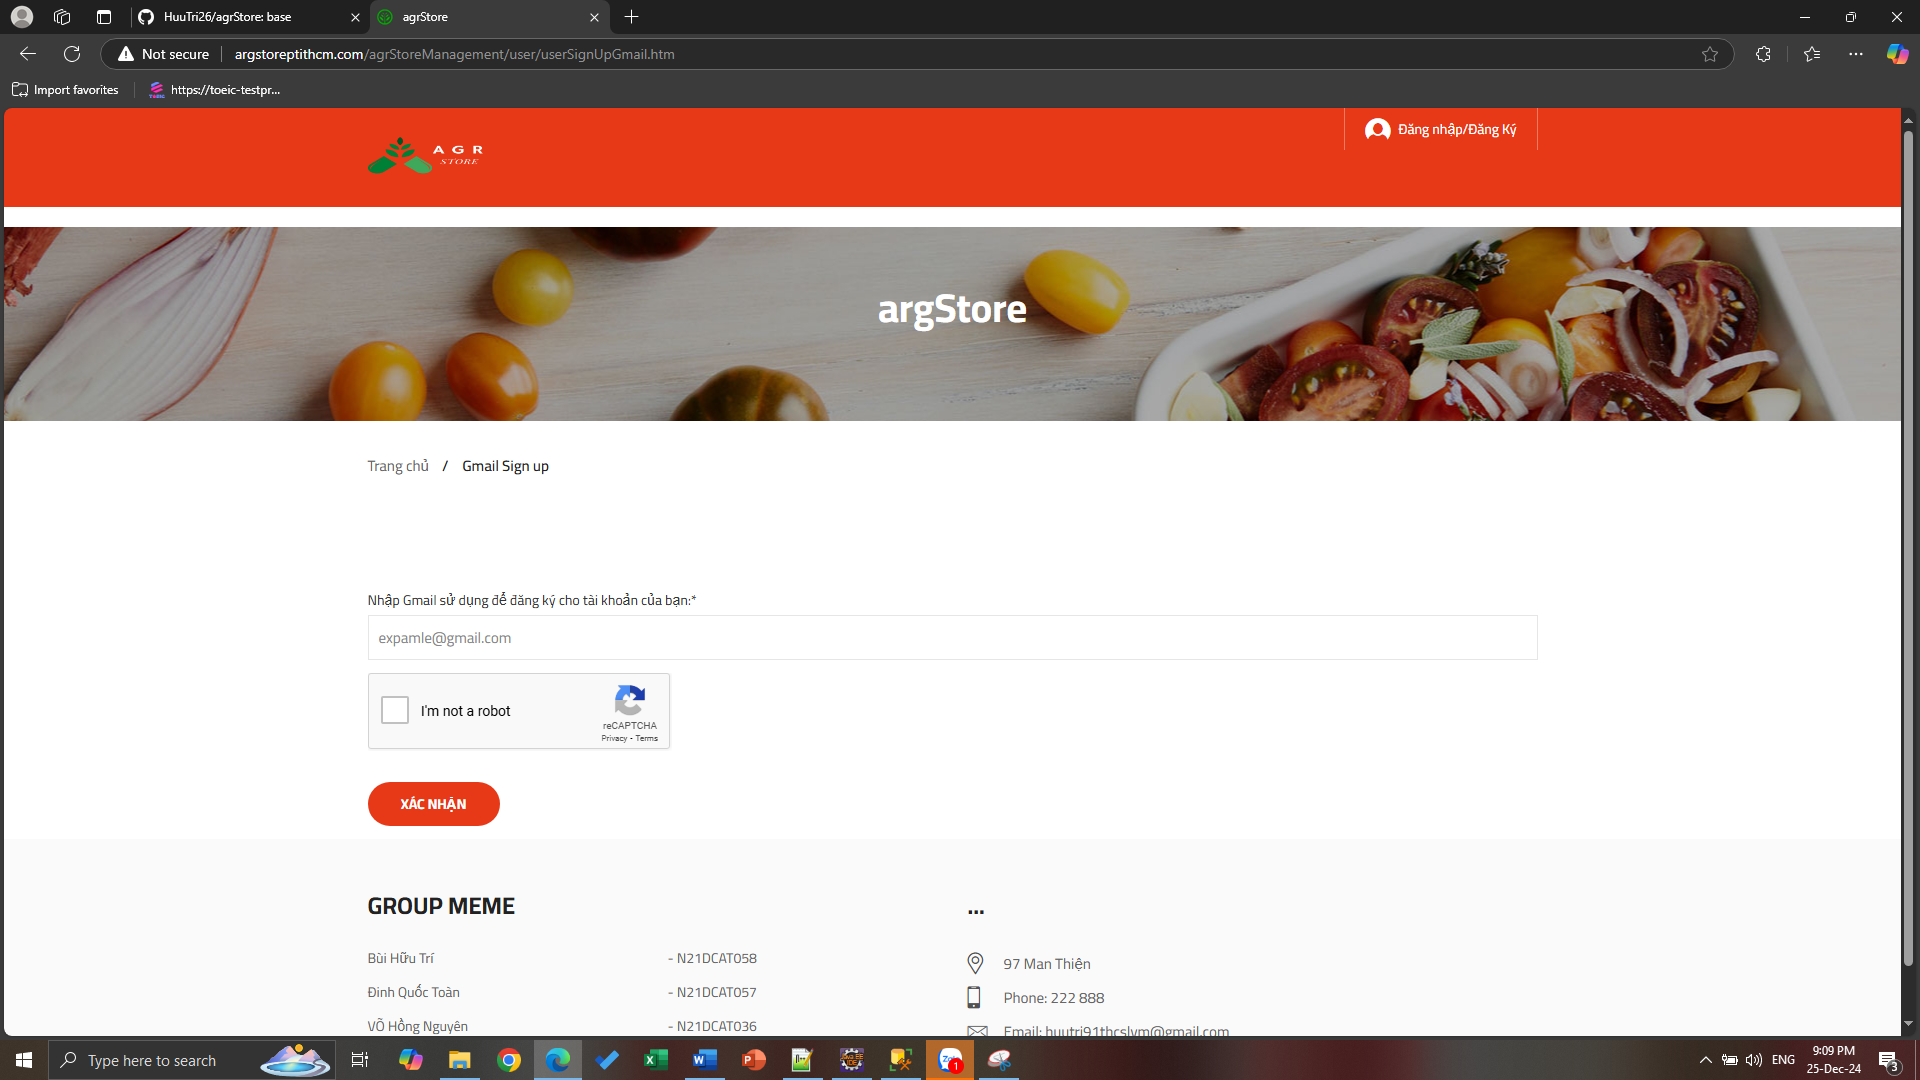 HuuTri26/agrStore: base
agrStore
Not secure
argstoreptithcm.com/agrStoreManagement/user/userSignUpGmail.htm
Import favorites
https://toeic-testpr...
AGR
STORE
Đăng nhập/Đăng Ký
argStore
Trang chủ / Gmail Sign up
Nhập Gmail sử dụng để đăng ký cho tài khoản của bạn:*
expamle@gmail.com
I'm not a robot
reCAPTCHA
Privacy - Terms
XÁC NHẬN
GROUP MEME
...
Bùi Hữu Trí - N21DCAT058
97 Man Thiện
Đinh Quốc Toàn - N21DCAT057
Phone: 222 888
VÕ Hồng Nguyên - N21DCAT036
Email: huutri91thcslvm@gmail.com
Type here to search
ENG
9:09 PM
25-Dec-24
3
1